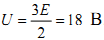 U = 3E/2 = 18 В